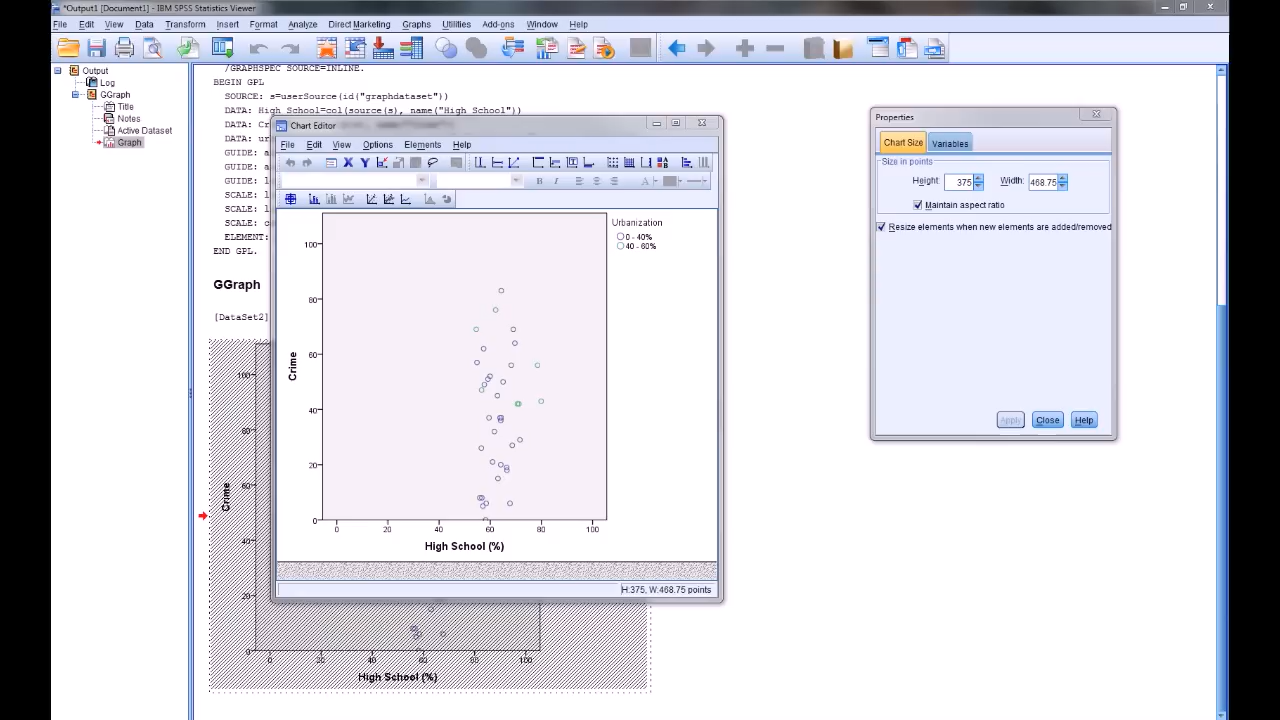 *Output1 [Document1] - IBM SPSS Statistics Viewer
File Edit View Data Transform Insert Format Analyze Direct Marketing Graphs Utilities Add-ons Window Help
Output
Log
GGraph
Title
Notes
Active Dataset
Graph
/GRAPHSPEC SOURCE=INLINE.
BEGIN GPL
SOURCE: s=userSource(id("graphdataset"))
DATA: High School=col(source(s), name("High School"))
DATA: Cr
DATA: ur
GUIDE: a
GUIDE: a
GUIDE: l
SCALE: l
SCALE: l
SCALE: c
ELEMENT:
END GPL.
GGraph
[DataSet2]
100
80
60
40
20
0
Crime
0 20 40 60 80 100
High School (%)
Chart Editor
File Edit View Options Elements Help
X Y
B I
A
Urbanization
0 - 40%
40 - 60%
100
80
60
40
20
0
Crime
0 20 40 60 80 100
High School (%)
H:375, W:468.75 points
Properties
Chart Size Variables
Size in points
Height: 375 Width: 468.75
Maintain aspect ratio
Resize elements when new elements are added/removed
Apply Close Help